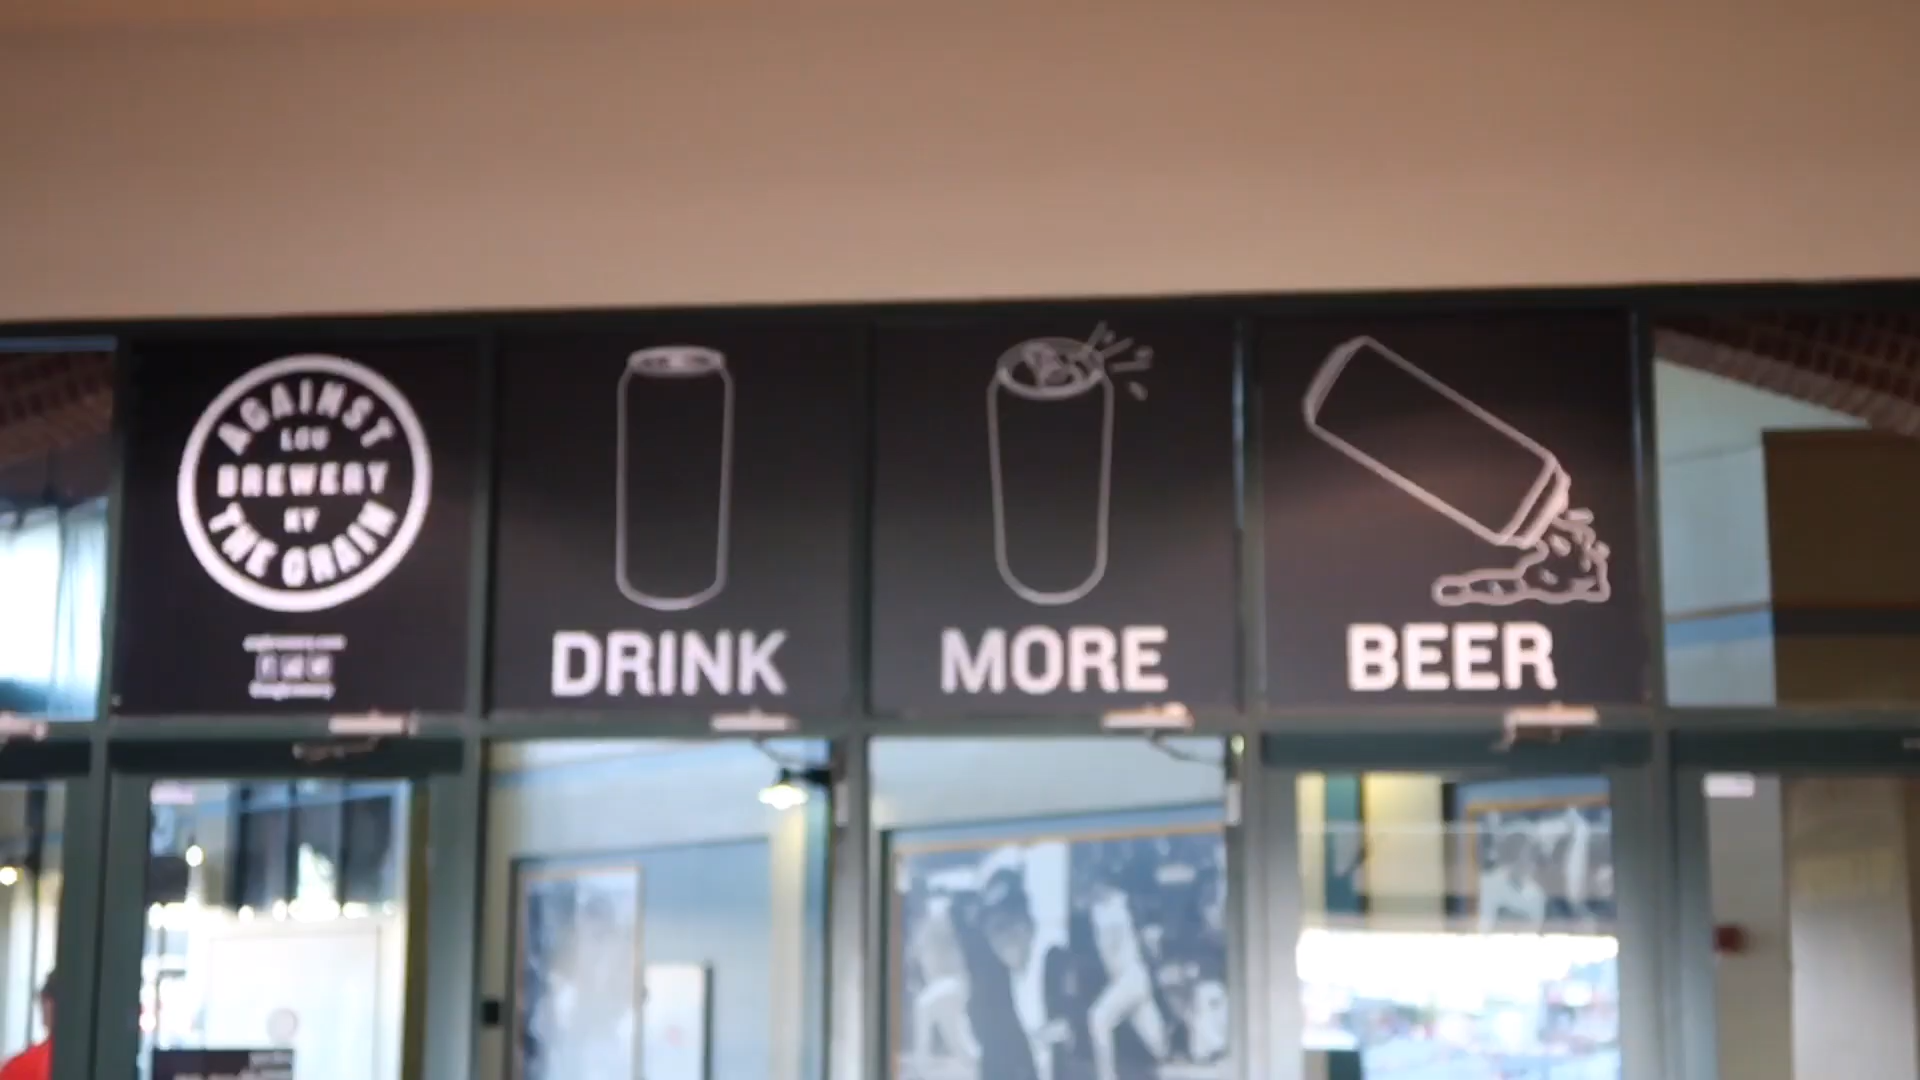 AGAINST
LOU
BREWERY
KY
THE GRAIN
DRINK
MORE
BEER